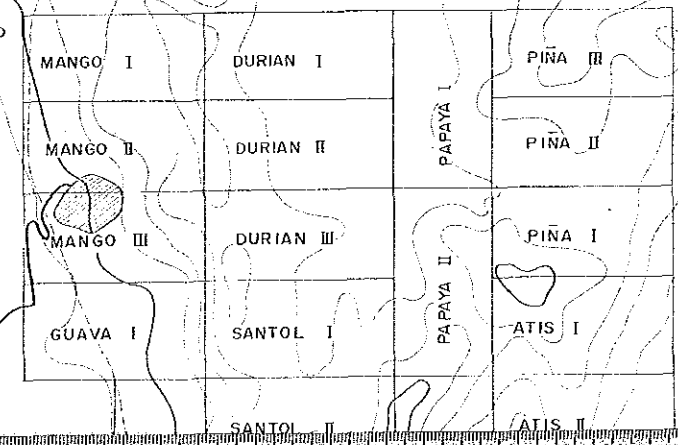 MANGO I
DURIAN I
PAPAYA I
PIÑA III
MANGO II
DURIAN II
PIÑA II
MANGO III
DURIAN III
PAPAYA II
PIÑA I
GUAVA I
SANTOL I
ATIS I
SANTOL II
ATIS II